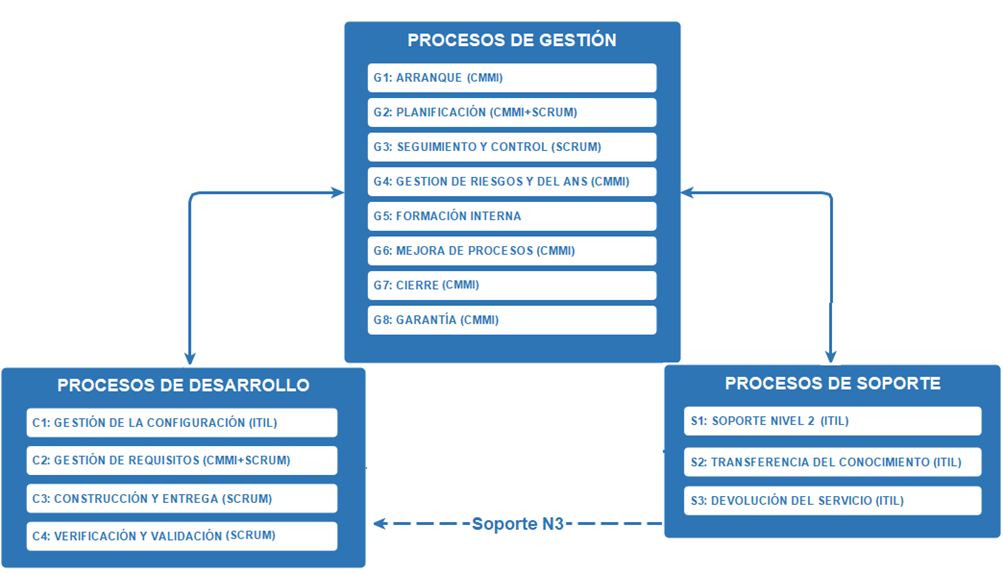 PROCESOS DE GESTIÓN
G1: ARRANQUE (CMMI)
G2: PLANIFICACIÓN (CMMI+SCRUM)
G3: SEGUIMIENTO Y CONTROL (SCRUM)
G4: GESTION DE RIESGOS Y DEL ANS (CMMI)
G5: FORMACIÓN INTERNA
G6: MEJORA DE PROCESOS (CMMI)
G7: CIERRE (CMMI)
G8: GARANTÍA (CMMI)
PROCESOS DE DESARROLLO
C1: GESTIÓN DE LA CONFIGURACIÓN (ITIL)
C2: GESTIÓN DE REQUISITOS (CMMI+SCRUM)
C3: CONSTRUCCIÓN Y ENTREGA (SCRUM)
C4: VERIFICACIÓN Y VALIDACIÓN (SCRUM)
Soporte N3
PROCESOS DE SOPORTE
S1: SOPORTE NIVEL 2 (ITIL)
S2: TRANSFERENCIA DEL CONOCIMIENTO (ITIL)
S3: DEVOLUCIÓN DEL SERVICIO (ITIL)